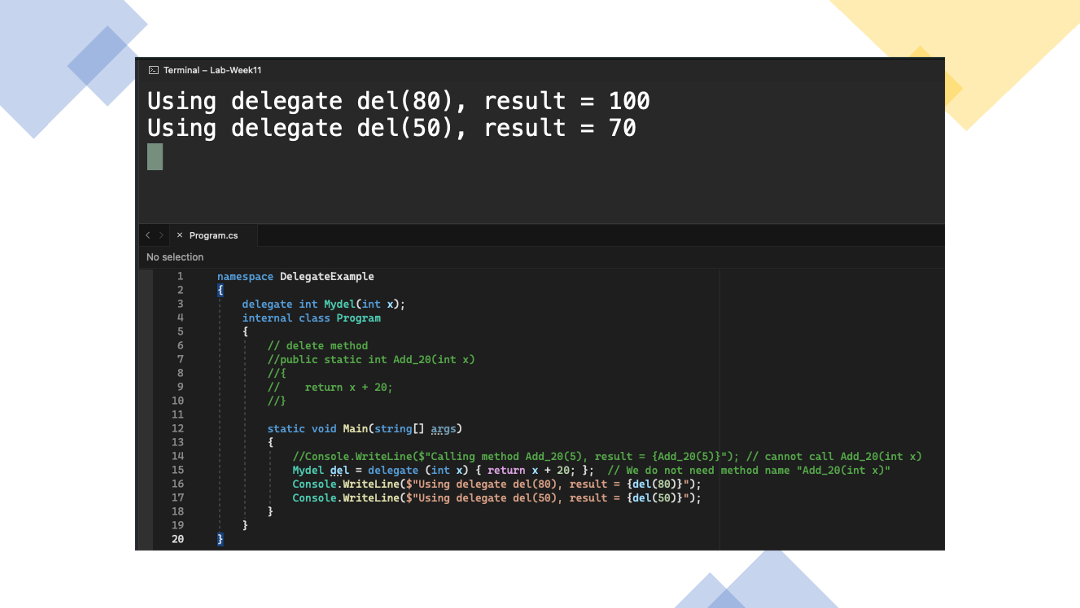 Terminal – Lab-Week11
Using delegate del(80), result = 100
Using delegate del(50), result = 70
Program.cs
No selection
1 namespace DelegateExample
2 {
3 delegate int Mydel(int x);
4 internal class Program
5 {
6 // delete method
7 //public static int Add_20(int x)
8 //{
9 //    return x + 20;
10 //}
11
12 static void Main(string[] args)
13 {
14 //Console.WriteLine($"Calling method Add_20(5), result = {Add_20(5)}"); // cannot call Add_20(int x)
15 Mydel del = delegate (int x) { return x + 20; };  // We do not need method name "Add_20(int x)"
16 Console.WriteLine($"Using delegate del(80), result = {del(80)}");
17 Console.WriteLine($"Using delegate del(50), result = {del(50)}");
18 }
19 }
20 }